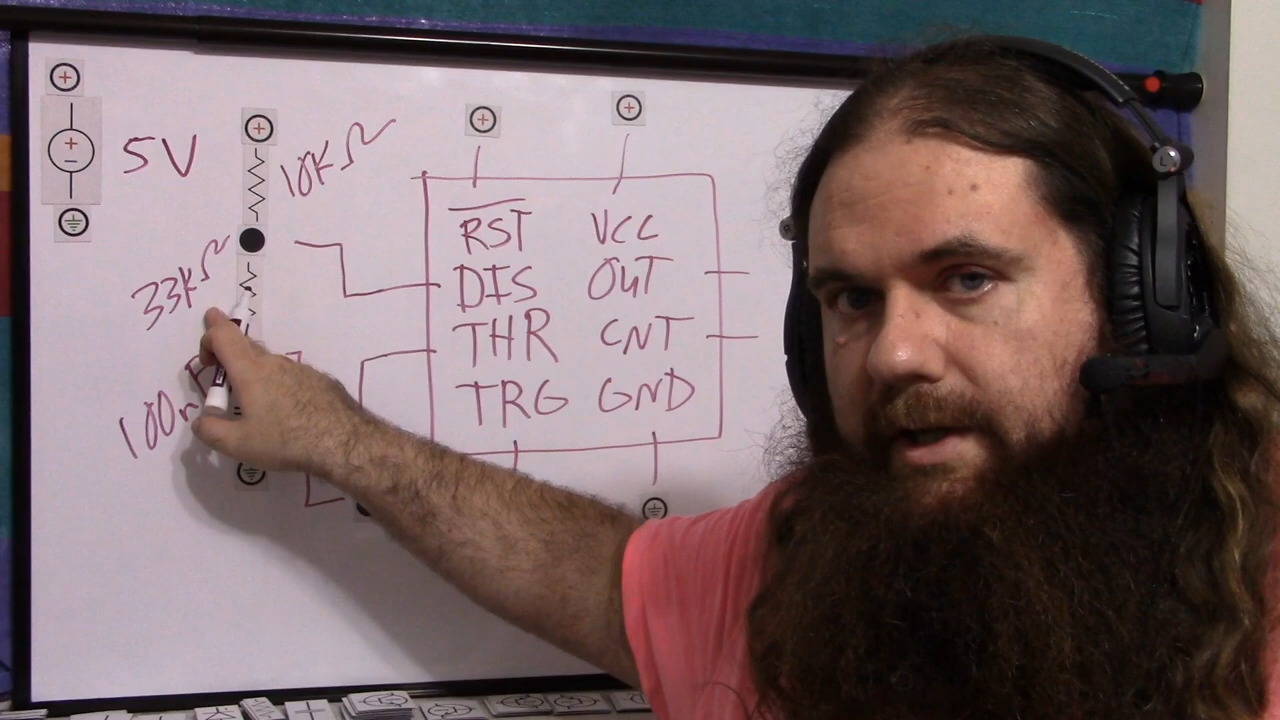 5V
10KΩ
33KΩ
RST VCC
DIS OUT
THR CNT
TRG GND
L